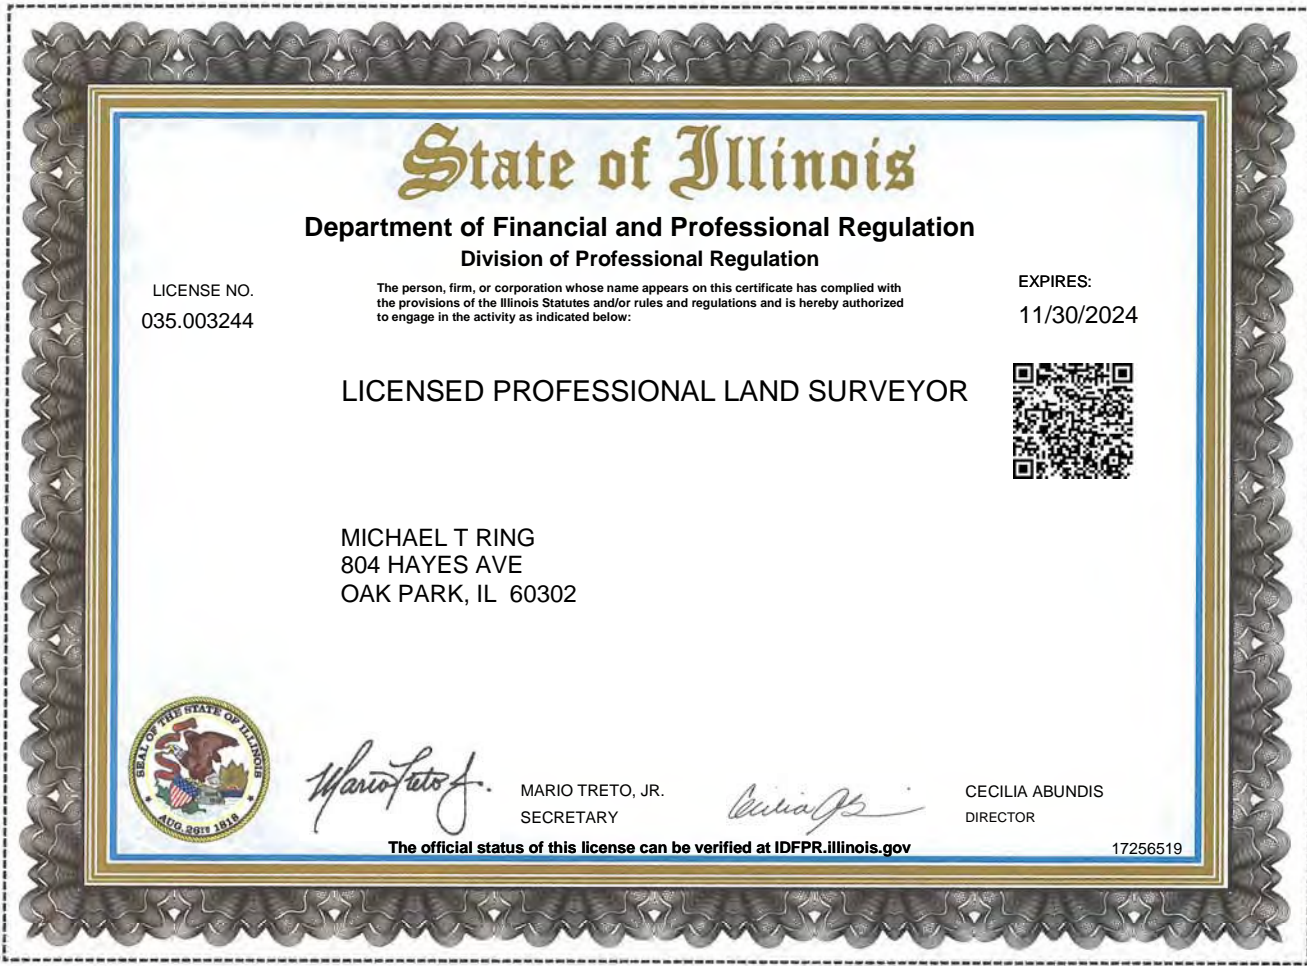 State of Illinois
Department of Financial and Professional Regulation
Division of Professional Regulation
LICENSE NO.
035.003244
The person, firm, or corporation whose name appears on this certificate has complied with
the provisions of the Illinois Statutes and/or rules and regulations and is hereby authorized
to engage in the activity as indicated below:
EXPIRES:
11/30/2024
LICENSED PROFESSIONAL LAND SURVEYOR
MICHAEL T RING
804 HAYES AVE
OAK PARK, IL  60302
SEAL OF THE STATE OF ILLINOIS
AUG. 26TH 1818
Mario Treto Jr.
MARIO TRETO, JR.
SECRETARY
CECILIA ABUNDIS
DIRECTOR
The official status of this license can be verified at IDFPR.illinois.gov
17256519